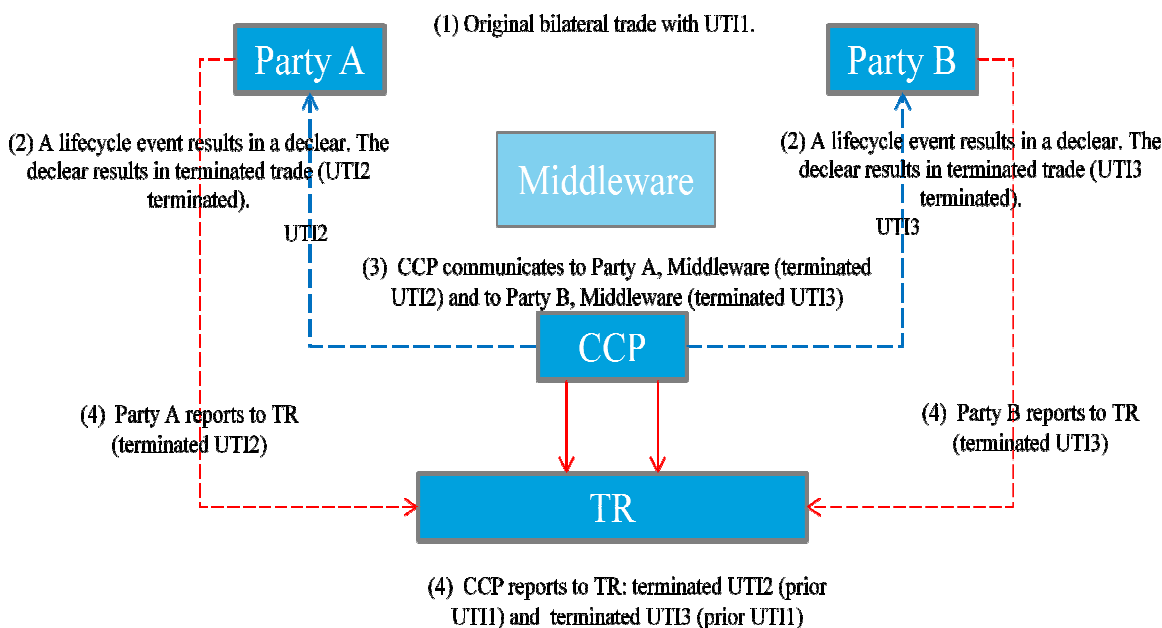 (1) Original bilateral trade with UTI1.
Party A
Party B
(2) A lifecycle event results in a declear. The
declear results in terminated trade (UTI2
terminated).
(2) A lifecycle event results in a declear. The
declear results in terminated trade (UTI3
terminated).
Middleware
UTI2
UTI3
(3) CCP communicates to Party A, Middleware (terminated
UTI2) and to Party B, Middleware (terminated UTI3)
CCP
(4) Party A reports to TR
(terminated UTI2)
(4) Party B reports to TR
(terminated UTI3)
TR
(4) CCP reports to TR: terminated UTI2 (prior
UTI1) and terminated UTI3 (prior UTI1)